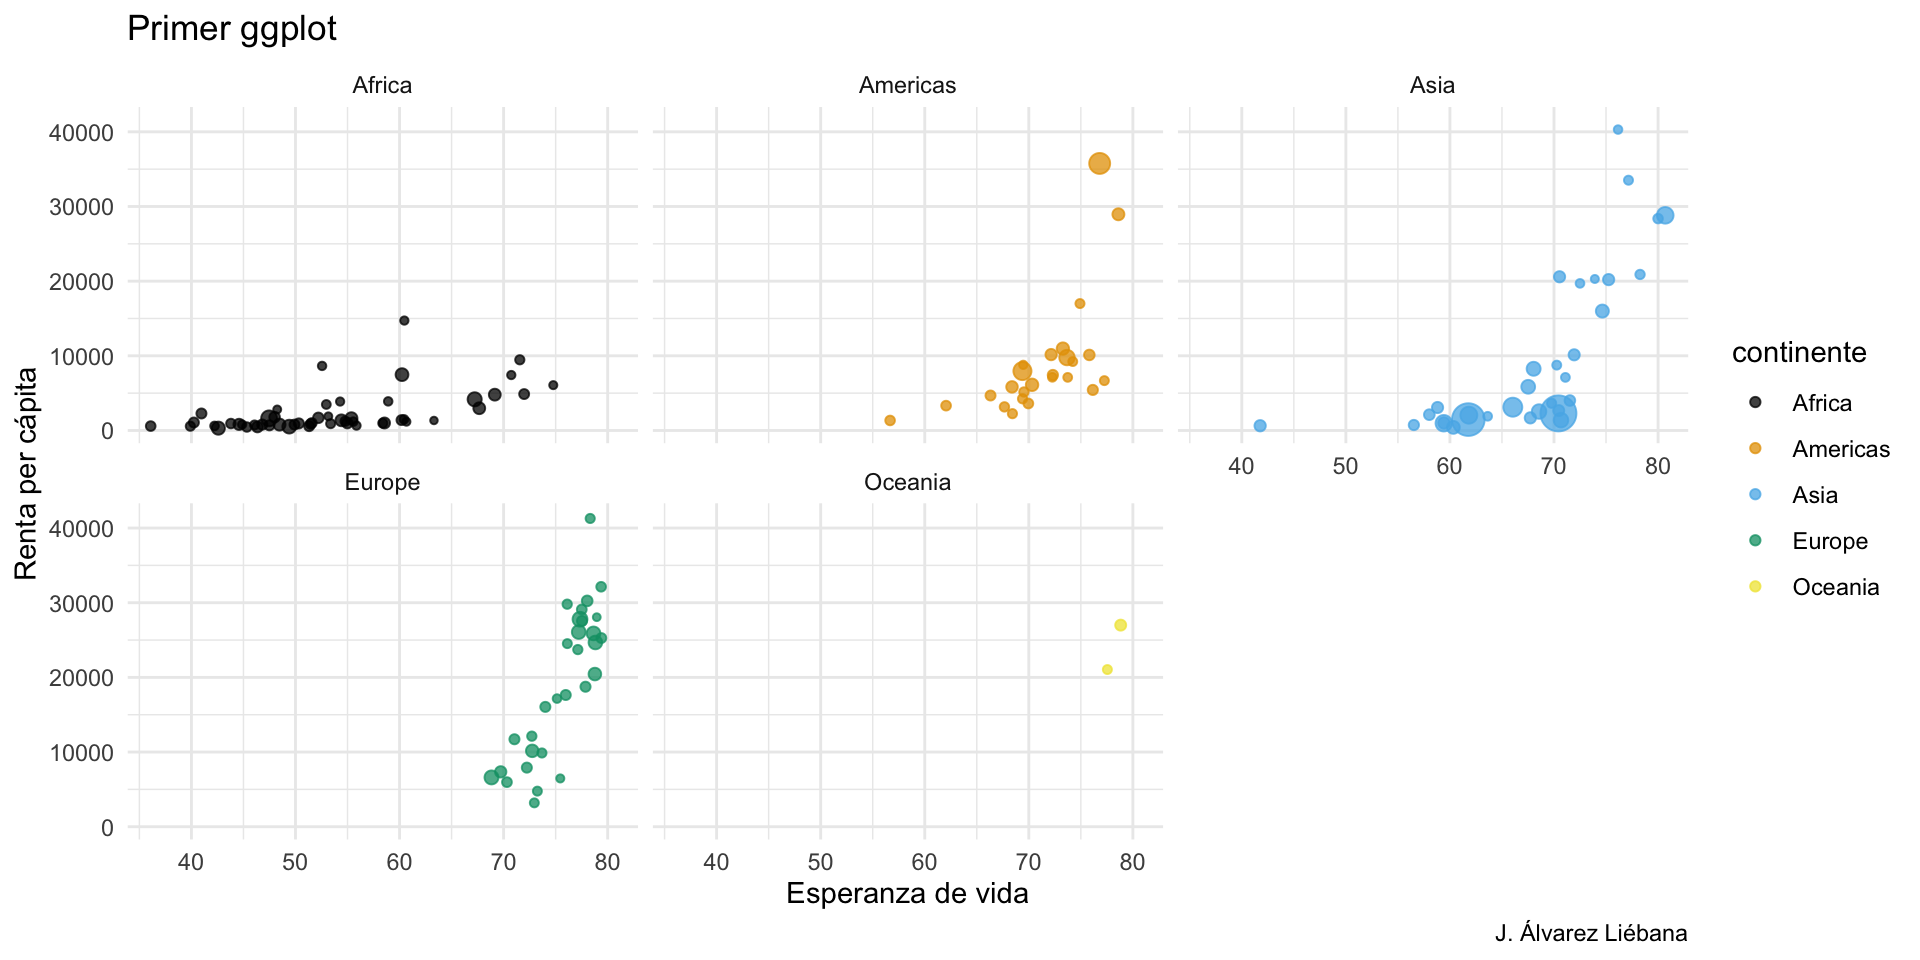 Primer ggplot
Africa
Americas
Asia
40000
30000
20000
10000
0
40 50 60 70 80
Europe
Oceania
40000
30000
20000
10000
0
40 50 60 70 80
40 50 60 70 80
Renta per cápita
Esperanza de vida
continente
Africa
Americas
Asia
Europe
Oceania
J. Álvarez Liébana